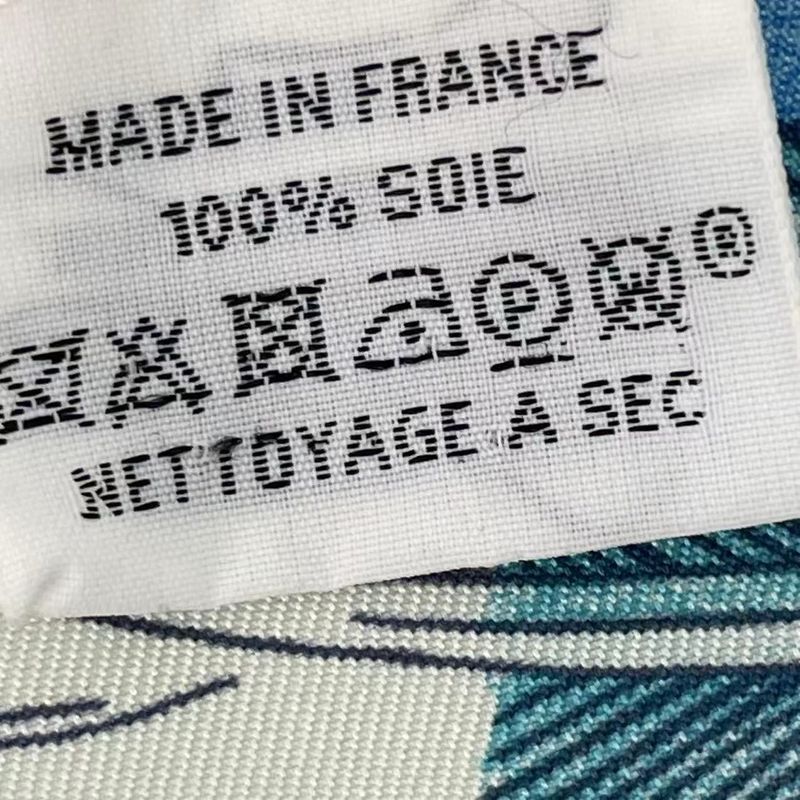 MADE IN FRANCE
100% SOIE
P W ®
NETTOYAGE A SEC